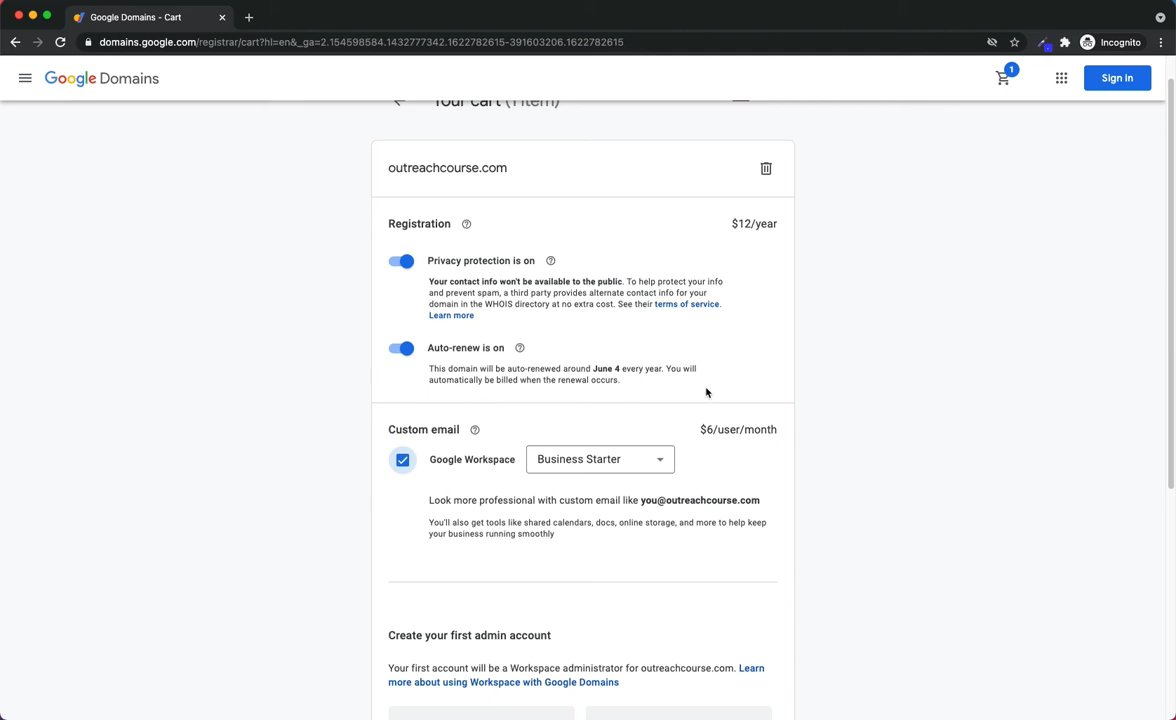 Google Domains - Cart
domains.google.com/registrar/cart?hl=en&_ga=2.154598584.1432777342.1622782615-391603206.1622782615
Incognito
Google Domains
1
Sign in
Your cart (1 item)
outreachcourse.com
Registration
$12/year
Privacy protection is on
Your contact info won't be available to the public. To help protect your info
and prevent spam, a third party provides alternate contact info for your
domain in the WHOIS directory at no extra cost. See their terms of service.
Learn more
Auto-renew is on
This domain will be auto-renewed around June 4 every year. You will
automatically be billed when the renewal occurs.
Custom email
$6/user/month
Google Workspace
Business Starter
Look more professional with custom email like you@outreachcourse.com
You'll also get tools like shared calendars, docs, online storage, and more to help keep
your business running smoothly
Create your first admin account
Your first account will be a Workspace administrator for outreachcourse.com. Learn
more about using Workspace with Google Domains